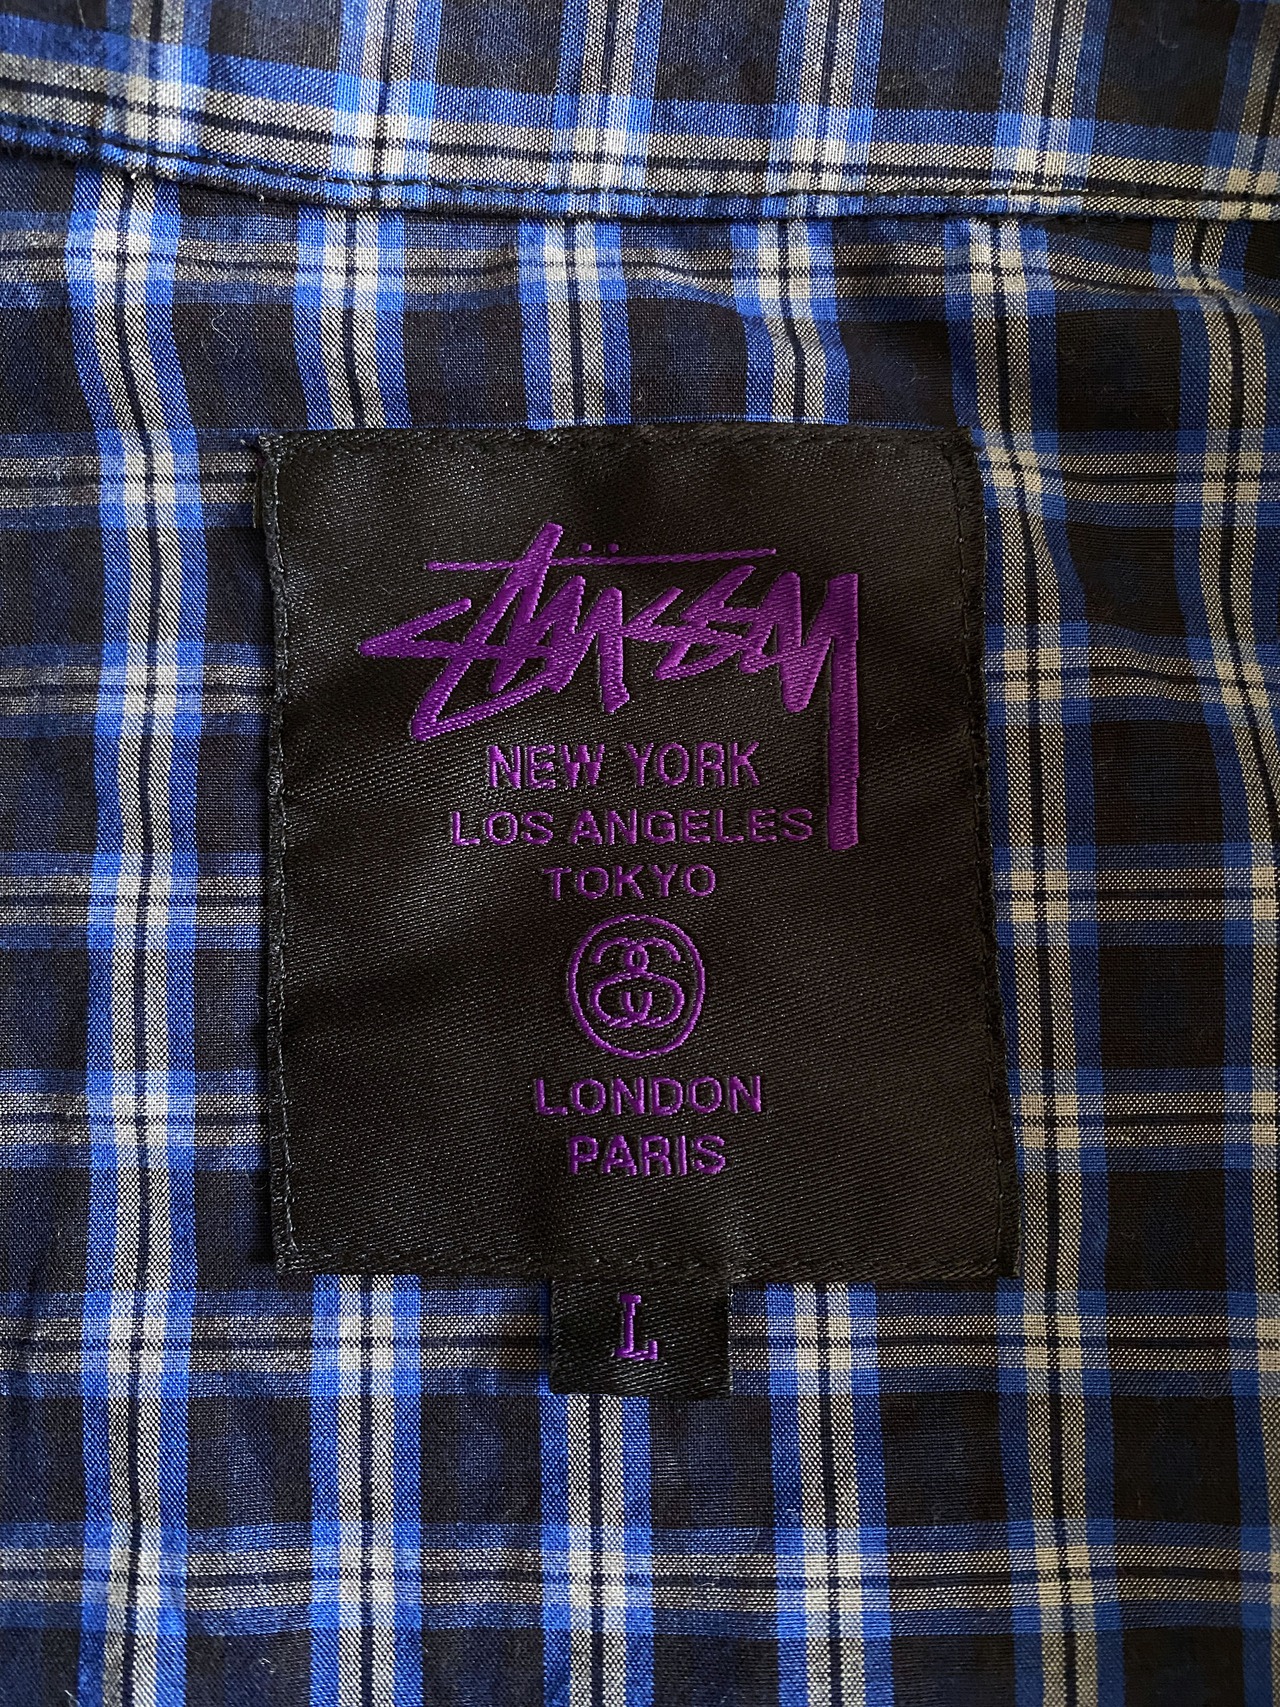 Stüssy
NEW YORK
LOS ANGELES
TOKYO
LONDON
PARIS
L